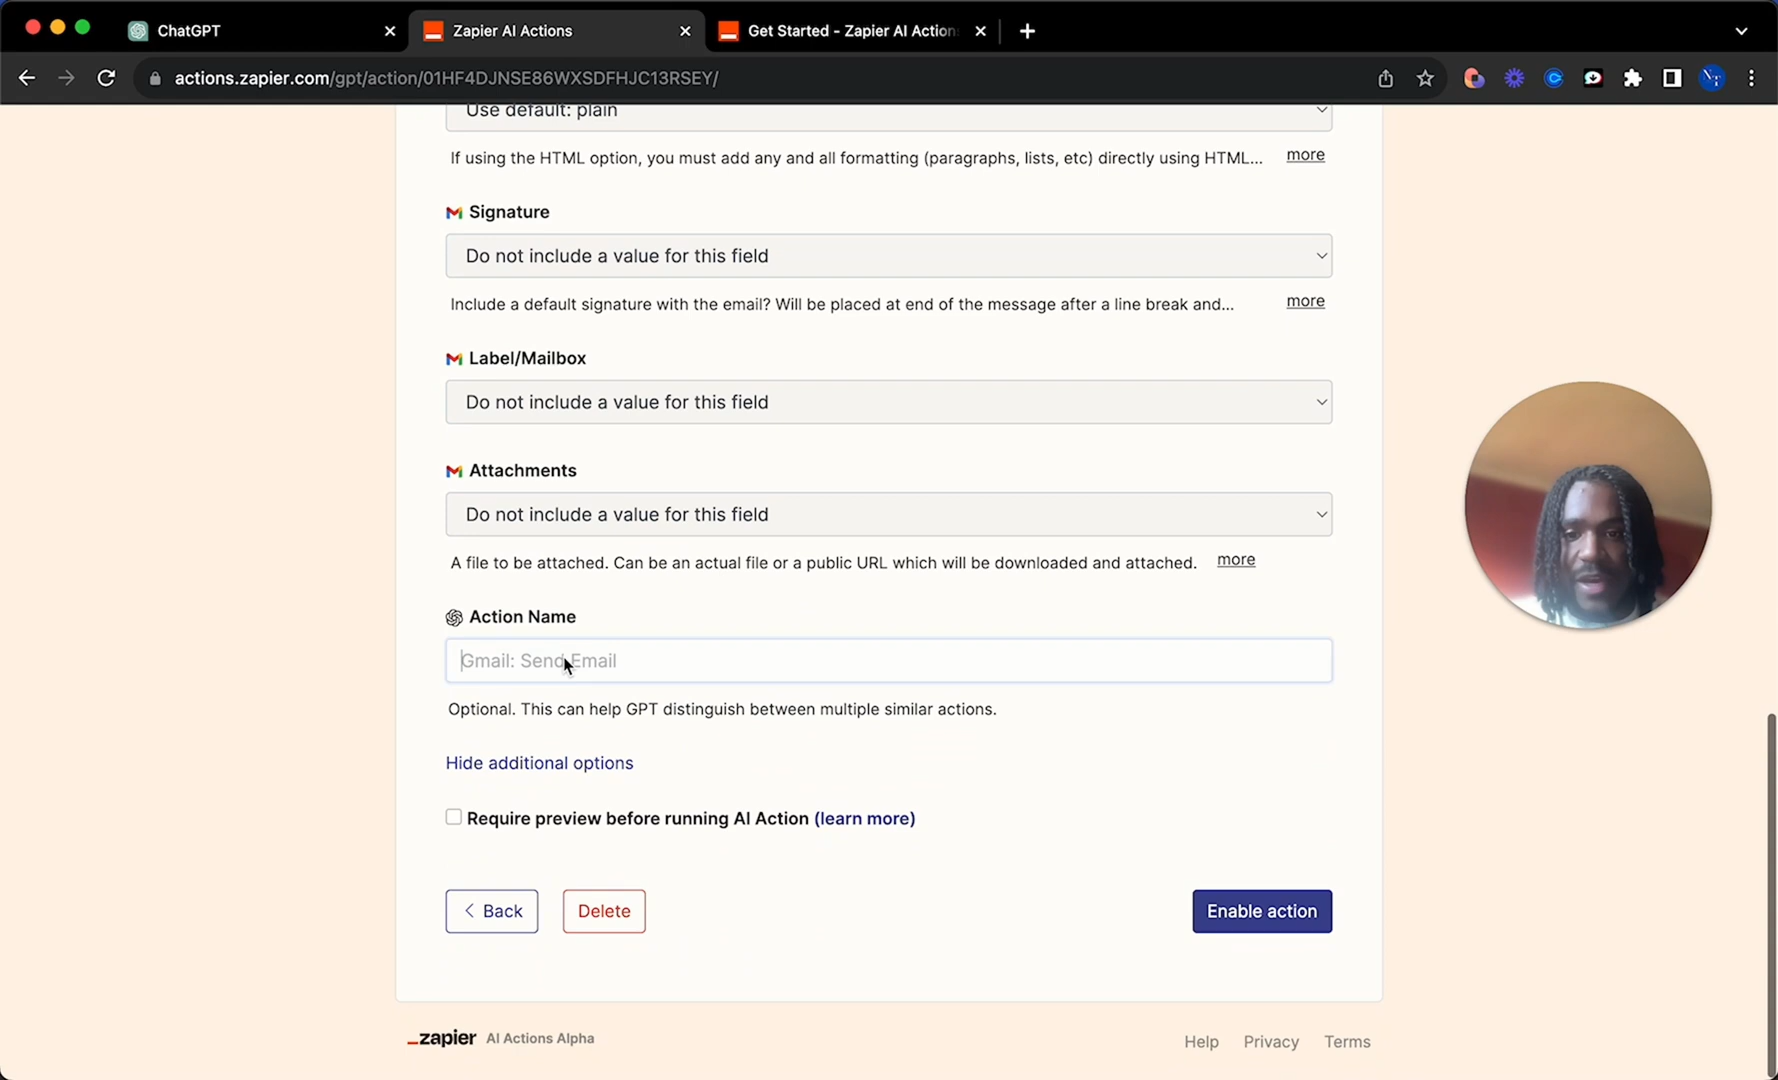 ChatGPT
Zapier AI Actions
Get Started - Zapier AI Action
actions.zapier.com/gpt/action/01HF4DJNSE86WXSDFHJC13RSEY/
Use default: plain
If using the HTML option, you must add any and all formatting (paragraphs, lists, etc) directly using HTML... more
Signature
Do not include a value for this field
Include a default signature with the email? Will be placed at end of the message after a line break and... more
Label/Mailbox
Do not include a value for this field
Attachments
Do not include a value for this field
A file to be attached. Can be an actual file or a public URL which will be downloaded and attached. more
Action Name
Gmail: Send Email
Optional. This can help GPT distinguish between multiple similar actions.
Hide additional options
Require preview before running AI Action (learn more)
Back Delete Enable action
zapier AI Actions Alpha Help Privacy Terms